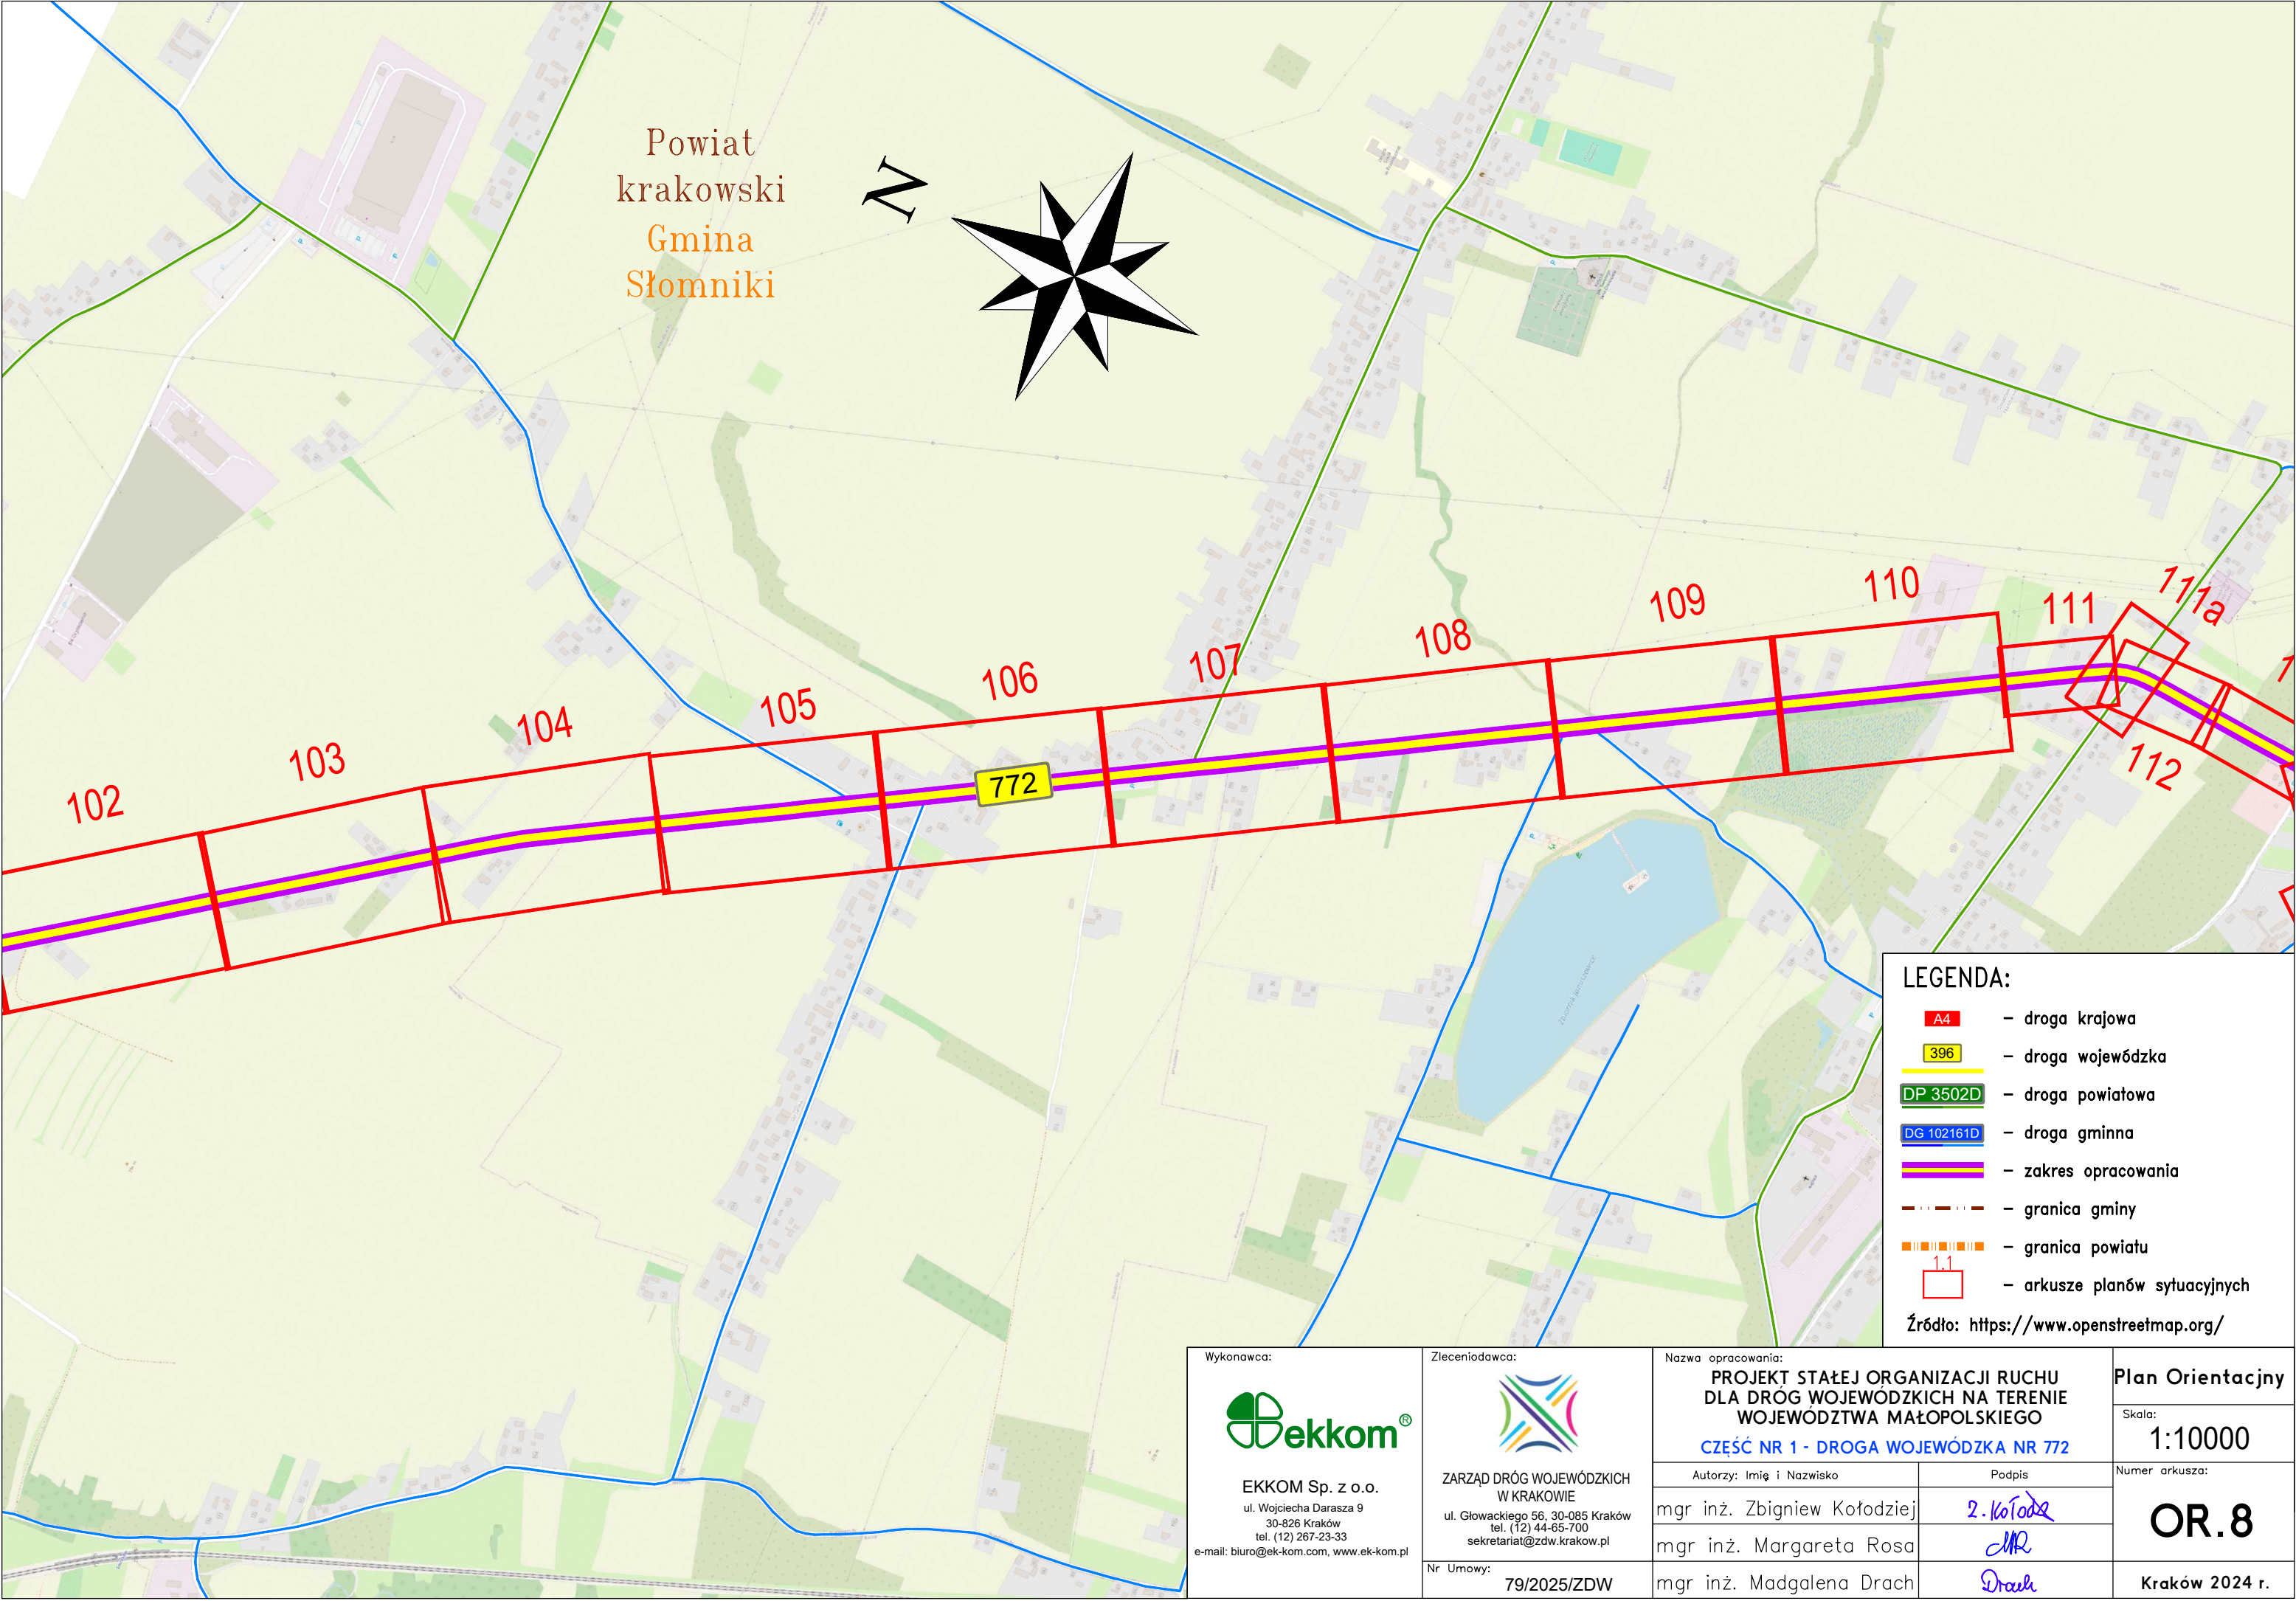 Powiat
krakowski
Gmina
Słomniki
N
102
103
104
105
106
107
108
109
110
111
111a
112
772
LEGENDA:
A4 – droga krajowa
396 – droga wojewódzka
DP 3502D – droga powiatowa
DG 102161D – droga gminna
– zakres opracowania
– granica gminy
– granica powiatu
1.1
– arkusze planów sytuacyjnych
Źródło: https://www.openstreetmap.org/
Wykonawca:
ekkom®
EKKOM Sp. z o.o.
ul. Wojciecha Darasza 9
30-826 Kraków
tel. (12) 267-23-33
e-mail: biuro@ek-kom.com, www.ek-kom.pl
Zleceniodawca:
ZARZĄD DRÓG WOJEWÓDZKICH
W KRAKOWIE
ul. Głowackiego 56, 30-085 Kraków
tel. (12) 44-65-700
sekretariat@zdw.krakow.pl
Nr Umowy:
79/2025/ZDW
Nazwa opracowania:
PROJEKT STAŁEJ ORGANIZACJI RUCHU
DLA DRÓG WOJEWÓDZKICH NA TERENIE
WOJEWÓDZTWA MAŁOPOLSKIEGO
CZĘŚĆ NR 1 - DROGA WOJEWÓDZKA NR 772
Autorzy: Imię i Nazwisko
Podpis
mgr inż. Zbigniew Kołodziej
mgr inż. Margareta Rosa
MR
mgr inż. Madgalena Drach
Drach
Plan Orientacjny
Skala:
1:10000
Numer arkusza:
OR.8
Kraków 2024 r.